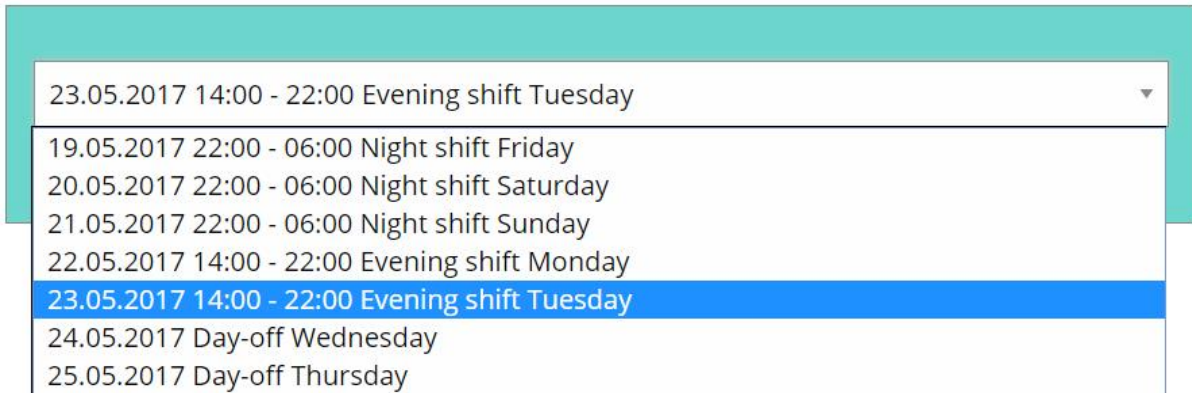 23.05.2017 14:00 - 22:00 Evening shift Tuesday
19.05.2017 22:00 - 06:00 Night shift Friday
20.05.2017 22:00 - 06:00 Night shift Saturday
21.05.2017 22:00 - 06:00 Night shift Sunday
22.05.2017 14:00 - 22:00 Evening shift Monday
23.05.2017 14:00 - 22:00 Evening shift Tuesday
24.05.2017 Day-off Wednesday
25.05.2017 Day-off Thursday